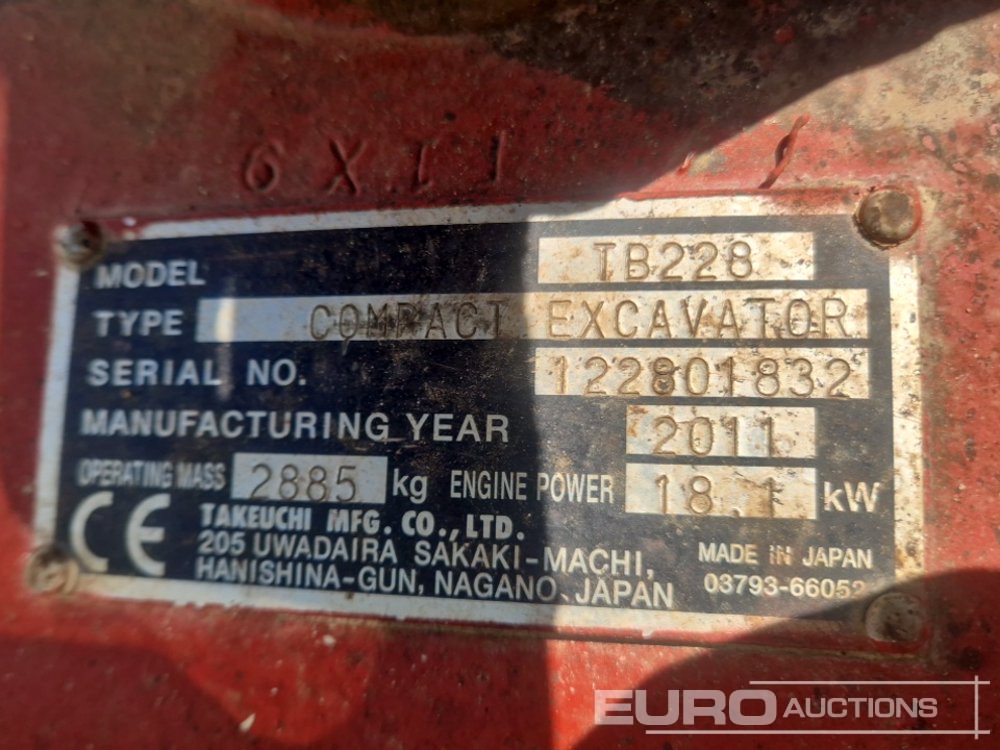 6 X 11
MODEL TB228
TYPE COMPACT EXCAVATOR
SERIAL NO. 122801832
MANUFACTURING YEAR 2011
OPERATING MASS 2885 kg ENGINE POWER 18.1 kW
CE TAKEUCHI MFG. CO., LTD.
205 UWADAIRA SAKAKI-MACHI,
HANISHINA-GUN, NAGANO, JAPAN
MADE IN JAPAN
03793-66052
EURO AUCTIONS